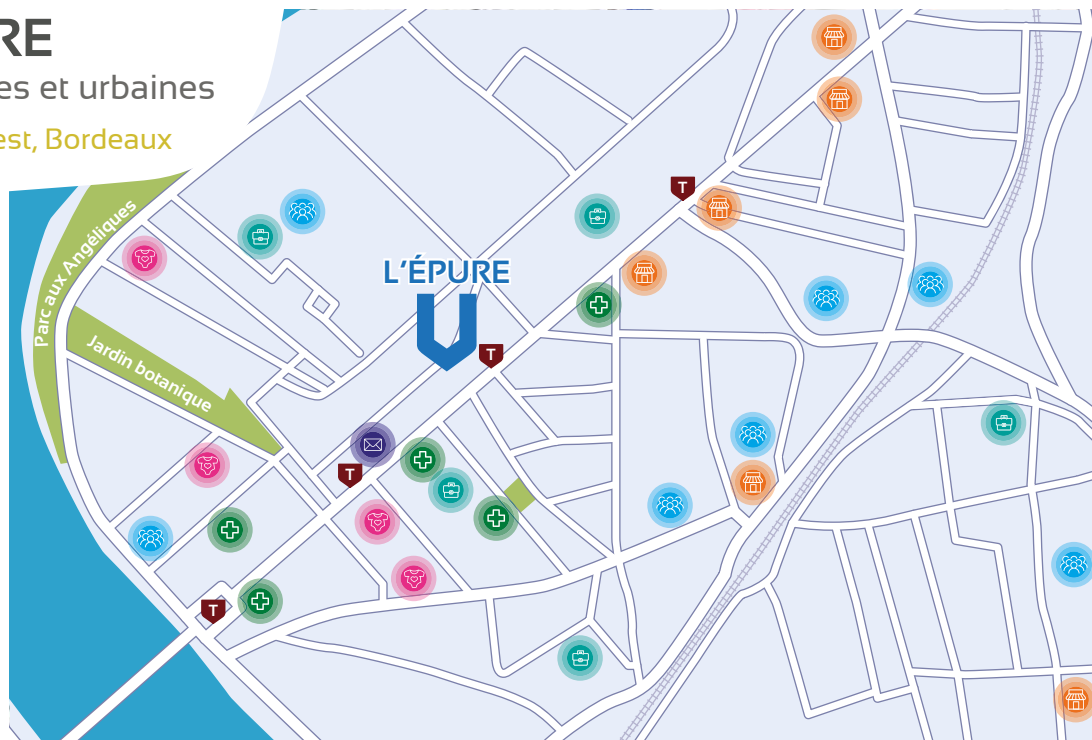 RE
es et urbaines
est, Bordeaux
Parc aux Angéliques
Jardin botanique
L'ÉPURE
T
T
T
T